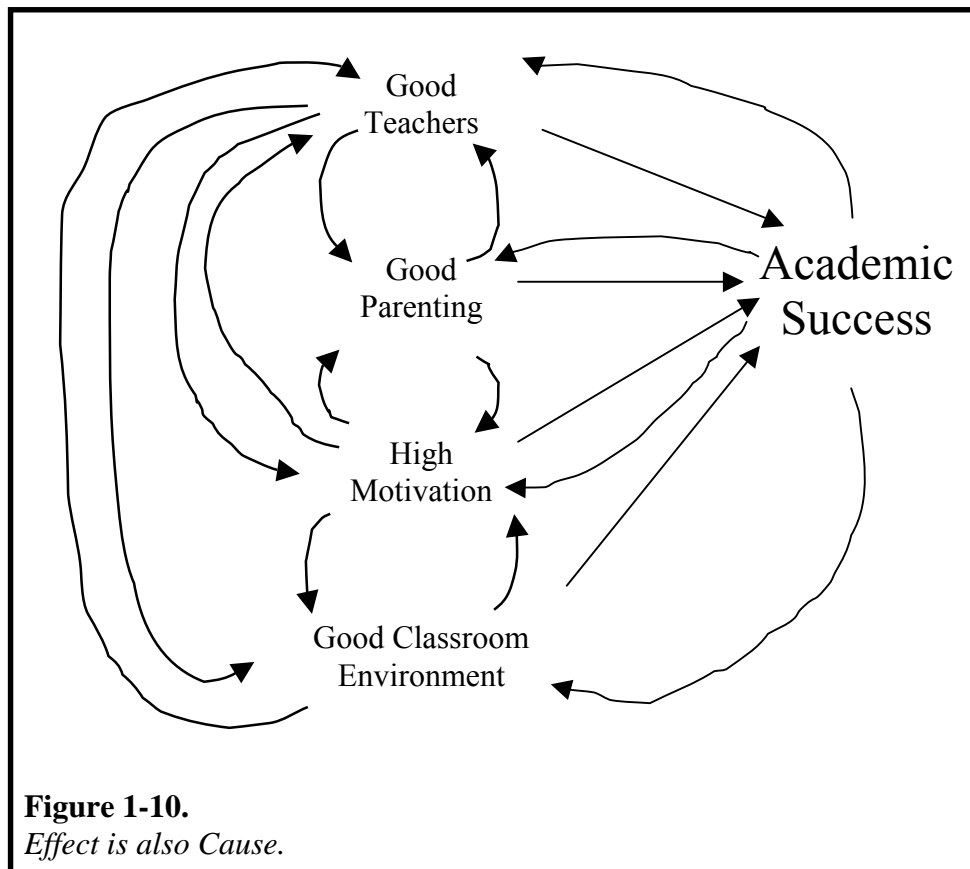 Good
Teachers
Good
Parenting
Academic
Success
High
Motivation
Good Classroom
Environment
Figure 1-10.
Effect is also Cause.